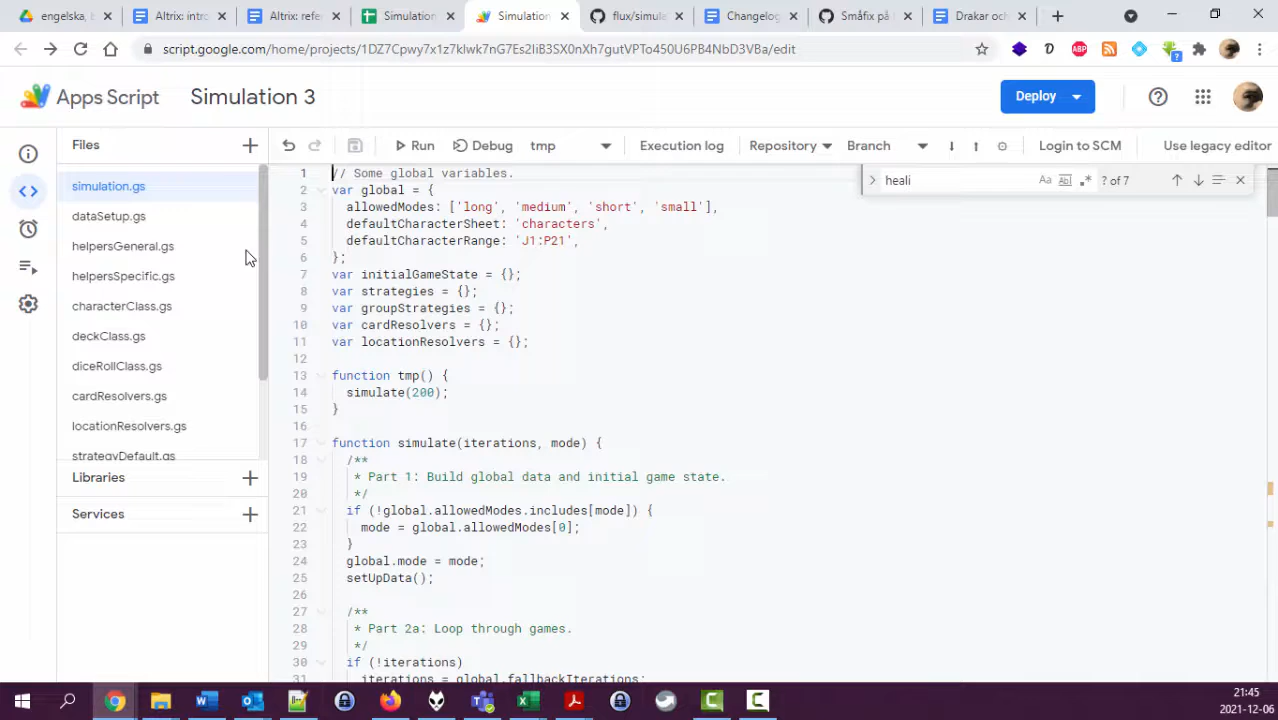 engelska,
Altrix: intro
Altrix: refe
Simulation
Simulation
flux/simule
Changelog
Småfix på
Drakar och
script.google.com/home/projects/1DZ7Cpwy7x1z7klwk7nG7Es2liB3SX0nXh7gutVPTo450U6PB4NbD3V8a/edit
Apps Script
Simulation 3
Deploy
Files
Run
Debug
tmp
Execution log
Repository
Branch
Login to SCM
Use legacy editor
simulation.gs
dataSetup.gs
helpersGeneral.gs
helpersSpecific.gs
characterClass.gs
deckClass.gs
diceRollClass.gs
cardResolvers.gs
locationResolvers.gs
strategyDefault.gs
Libraries
Services
heali
? of 7
1 // Some global variables.
2 var global = {
3 allowedModes: ['long', 'medium', 'short', 'small'],
4 defaultCharacterSheet: 'characters',
5 defaultCharacterRange: 'J1:P21',
6 };
7 var initialGameState = {};
8 var strategies = {};
9 var groupStrategies = {};
10 var cardResolvers = {};
11 var locationResolvers = {};
12
13 function tmp() {
14 simulate(200);
15 }
16
17 function simulate(iterations, mode) {
18 /**
19 * Part 1: Build global data and initial game state.
20 */
21 if (!global.allowedModes.includes[mode]) {
22 mode = global.allowedModes[0];
23 }
24 global.mode = mode;
25 setUpData();
26
27 /**
28 * Part 2a: Loop through games.
29 */
30 if (!iterations)
31 iterations = global.fallbackIterations;
21:45
2021-12-06